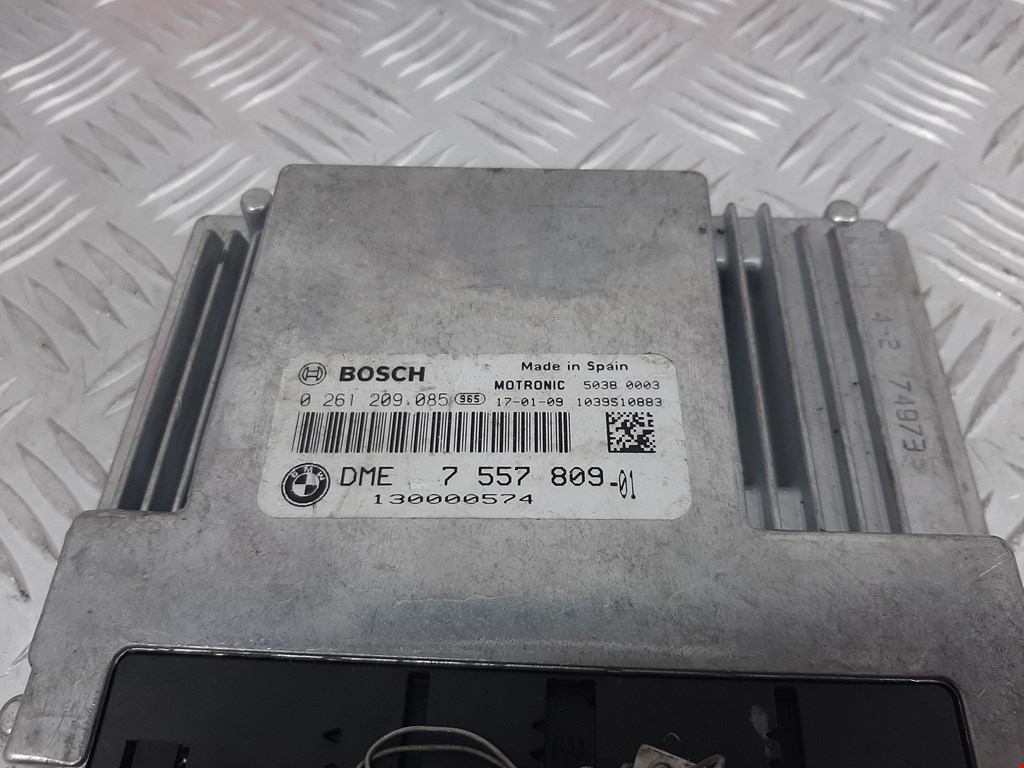 BOSCH Made in Spain
MOTRONIC 5038 0003
0 261 209.085 965 17-01-09 1039S10883
BMW DME 7 557 809-01
130000574
4-2 74973